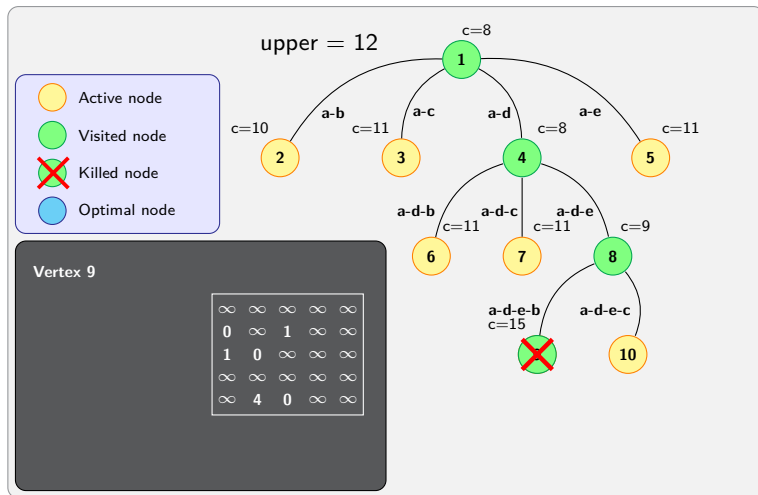 c=8
upper = 12
1
Active node
Visited node
Killed node
Optimal node
a-b
a-c
a-d
a-e
c=10
c=11
c=8
c=11
2
3
4
5
a-d-b
a-d-c
a-d-e
c=11
c=11
c=9
6
7
8
a-d-e-b
a-d-e-c
c=15
10
Vertex 9
∞ ∞ ∞ ∞ ∞
0 ∞ 1 ∞ ∞
1 0 ∞ ∞ ∞
∞ ∞ ∞ ∞ ∞
∞ 4 0 ∞ ∞